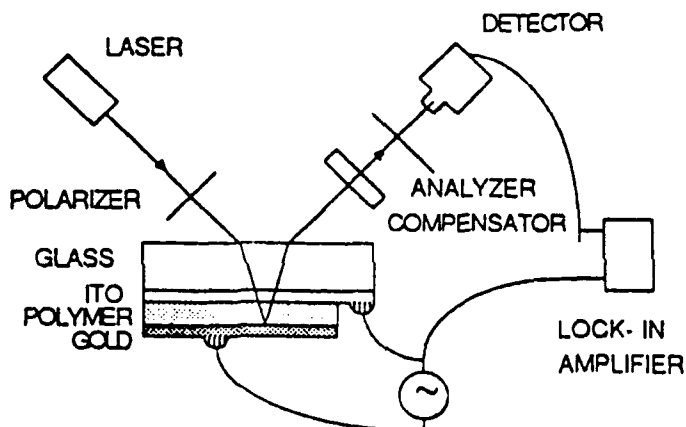 DETECTOR
LASER
POLARIZER
ANALYZER
COMPENSATOR
GLASS
ITO
POLYMER
GOLD
LOCK-IN
AMPLIFIER
~